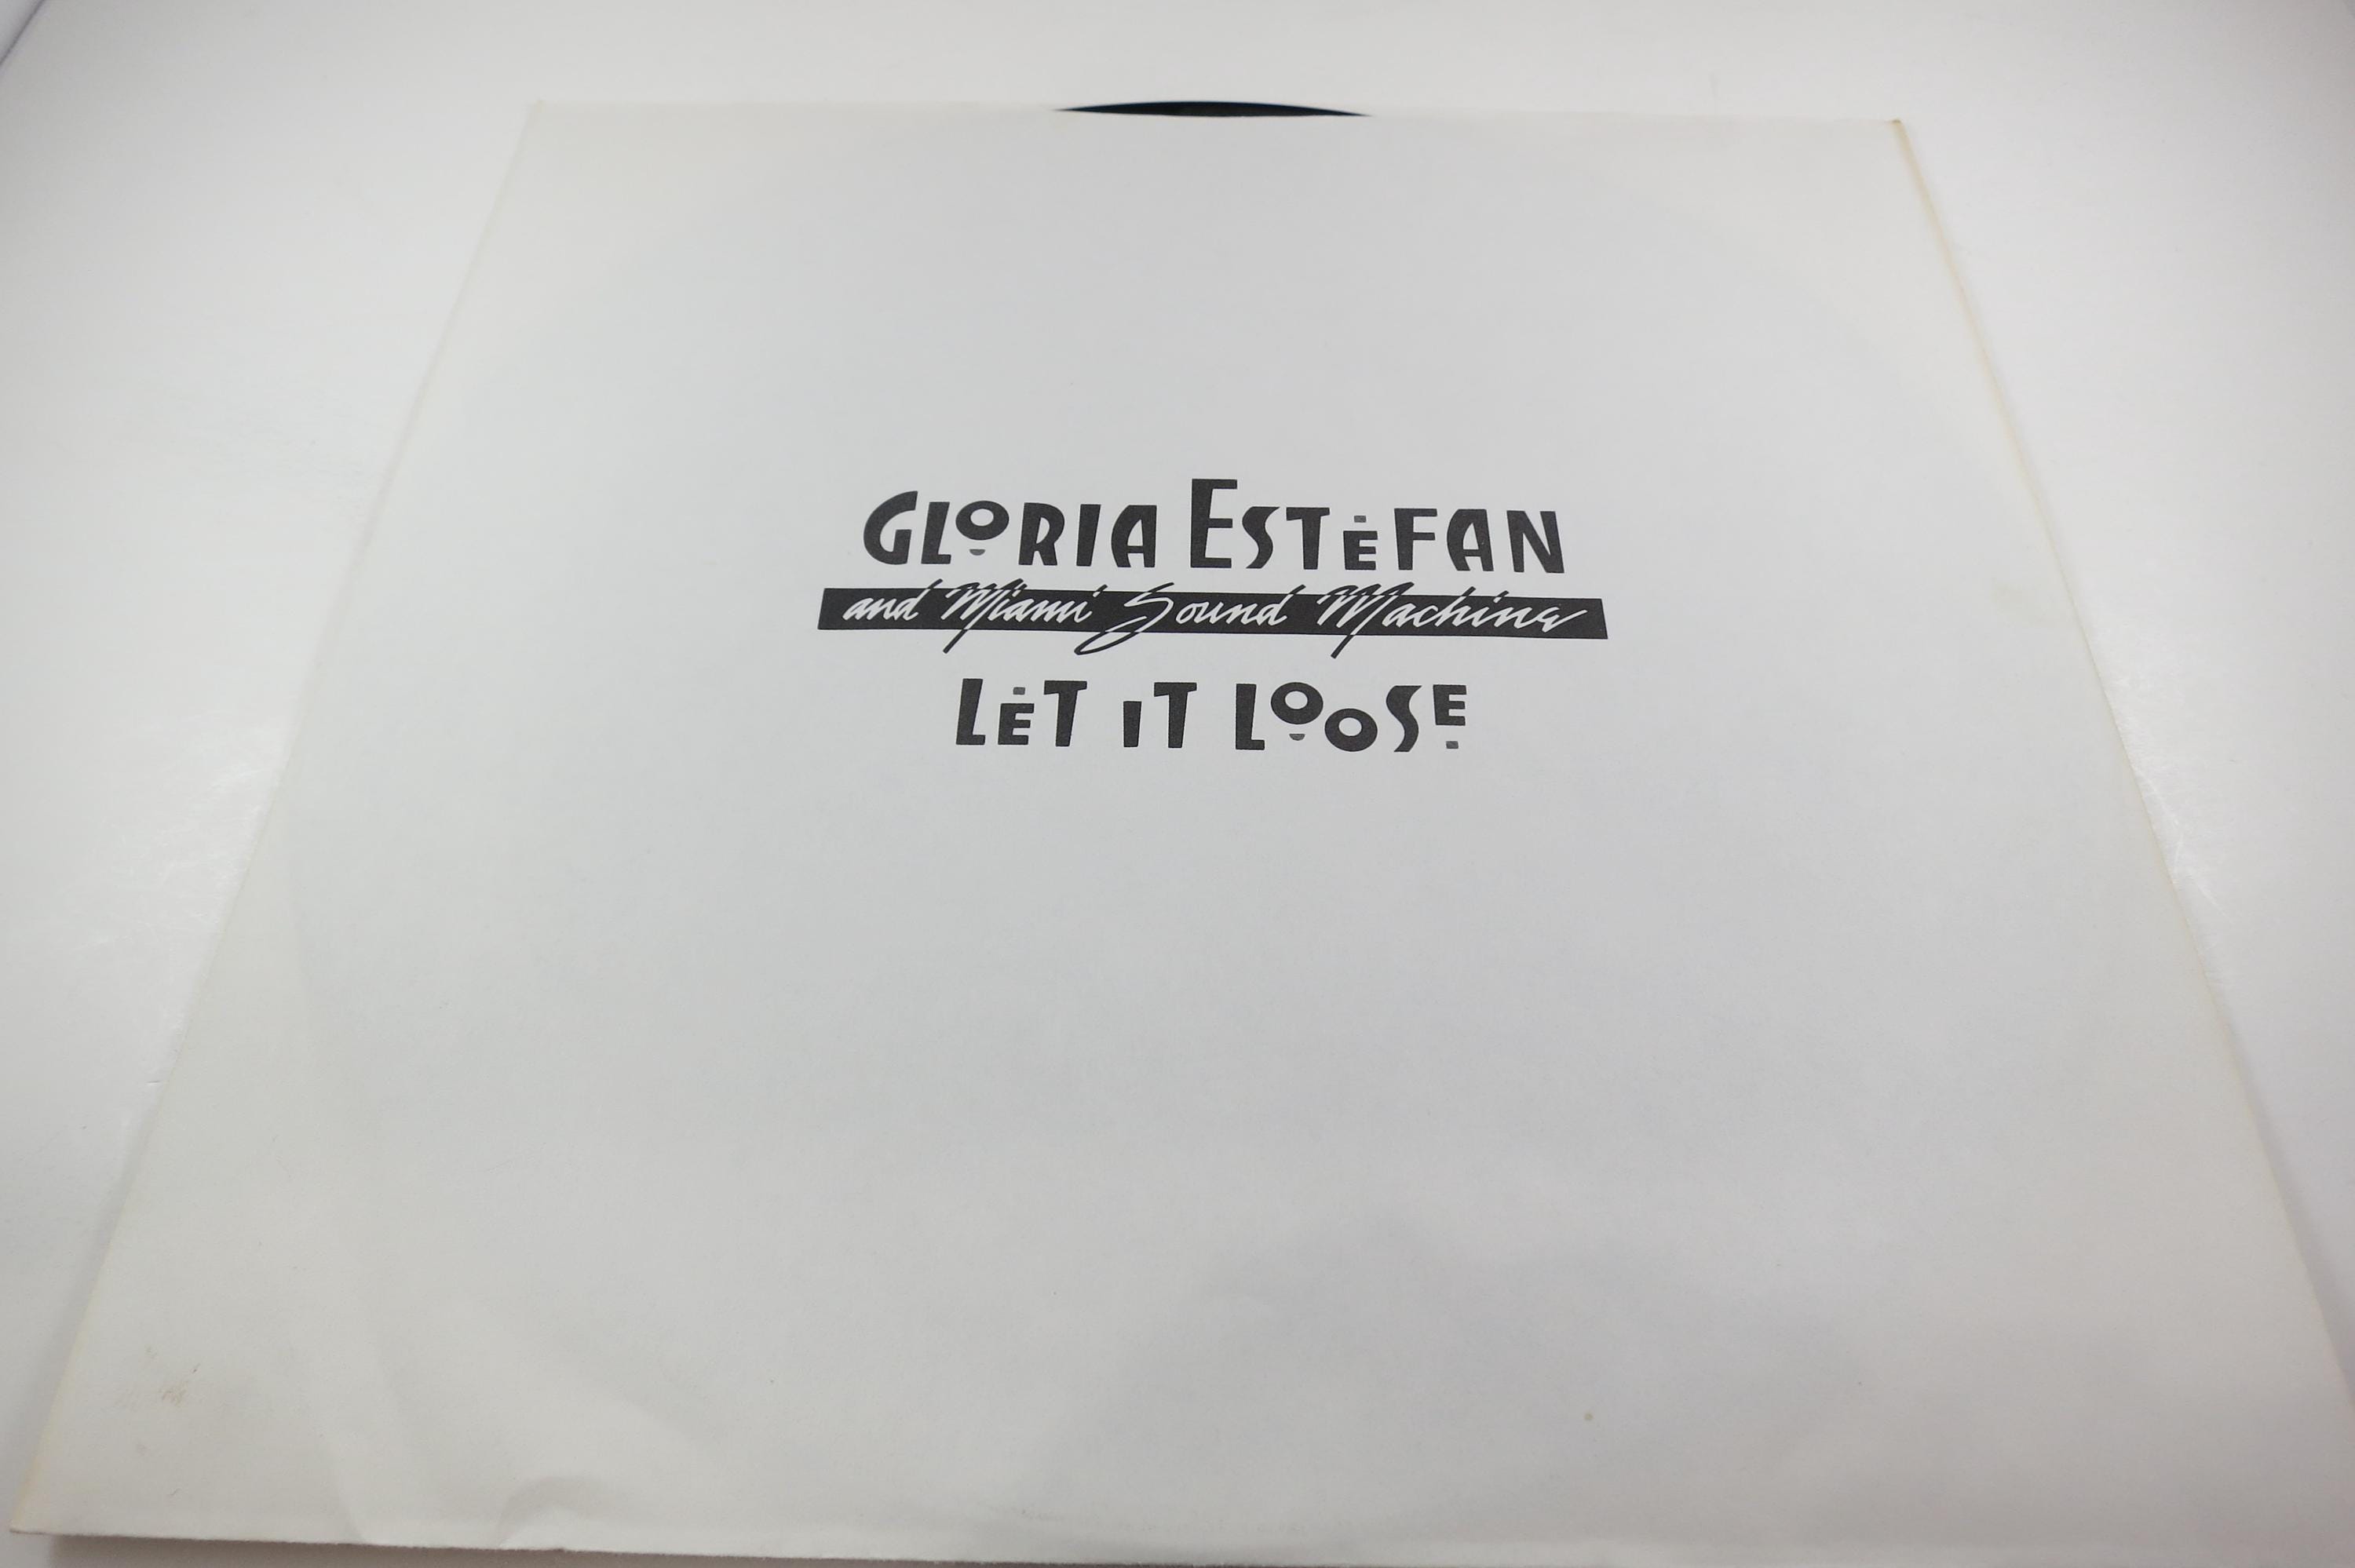 GLORIA ESTEFAN
and Miami Sound Machine
LET IT LOOSE